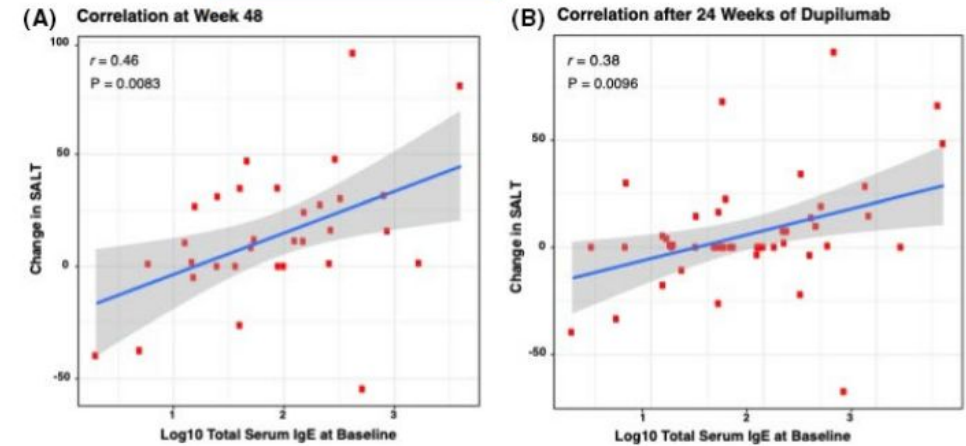 (A) Correlation at Week 48
r = 0.46
P = 0.0083
Change in SALT
100
50
0
-50
1 2 3
Log10 Total Serum IgE at Baseline
(B) Correlation after 24 Weeks of Dupilumab
r = 0.38
P = 0.0096
Change in SALT
50
0
-50
1 2 3
Log10 Total Serum IgE at Baseline